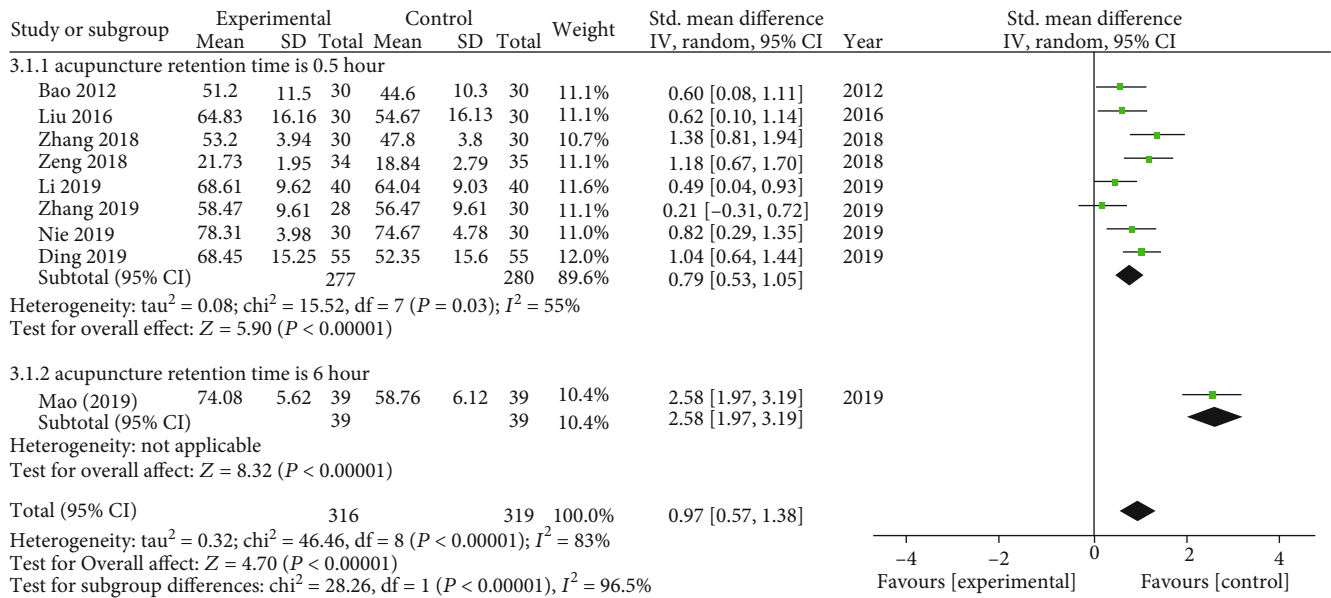 Study or subgroup Experimental Control Weight Std. mean difference Std. mean difference
Mean SD Total Mean SD Total IV, random, 95% CI Year IV, random, 95% CI
3.1.1 acupuncture retention time is 0.5 hour
Bao 2012 51.2 11.5 30 44.6 10.3 30 11.1% 0.60 [0.08, 1.11] 2012
Liu 2016 64.83 16.16 30 54.67 16.13 30 11.1% 0.62 [0.10, 1.14] 2016
Zhang 2018 53.2 3.94 30 47.8 3.8 30 10.7% 1.38 [0.81, 1.94] 2018
Zeng 2018 21.73 1.95 34 18.84 2.79 35 11.1% 1.18 [0.67, 1.70] 2018
Li 2019 68.61 9.62 40 64.04 9.03 40 11.6% 0.49 [0.04, 0.93] 2019
Zhang 2019 58.47 9.61 28 56.47 9.61 30 11.1% 0.21 [–0.31, 0.72] 2019
Nie 2019 78.31 3.98 30 74.67 4.78 30 11.0% 0.82 [0.29, 1.35] 2019
Ding 2019 68.45 15.25 55 52.35 15.6 55 12.0% 1.04 [0.64, 1.44] 2019
Subtotal (95% CI) 277 280 89.6% 0.79 [0.53, 1.05]
Heterogeneity: tau² = 0.08; chi² = 15.52, df = 7 (P = 0.03); I² = 55%
Test for overall effect: Z = 5.90 (P < 0.00001)
3.1.2 acupuncture retention time is 6 hour
Mao (2019) 74.08 5.62 39 58.76 6.12 39 10.4% 2.58 [1.97, 3.19] 2019
Subtotal (95% CI) 39 39 10.4% 2.58 [1.97, 3.19]
Heterogeneity: not applicable
Test for overall affect: Z = 8.32 (P < 0.00001)
Total (95% CI) 316 319 100.0% 0.97 [0.57, 1.38]
Heterogeneity: tau² = 0.32; chi² = 46.46, df = 8 (P < 0.00001); I² = 83%
Test for Overall affect: Z = 4.70 (P < 0.00001)
Test for subgroup differences: chi² = 28.26, df = 1 (P < 0.00001), I² = 96.5%
–4 –2 0 2 4
Favours [experimental] Favours [control]